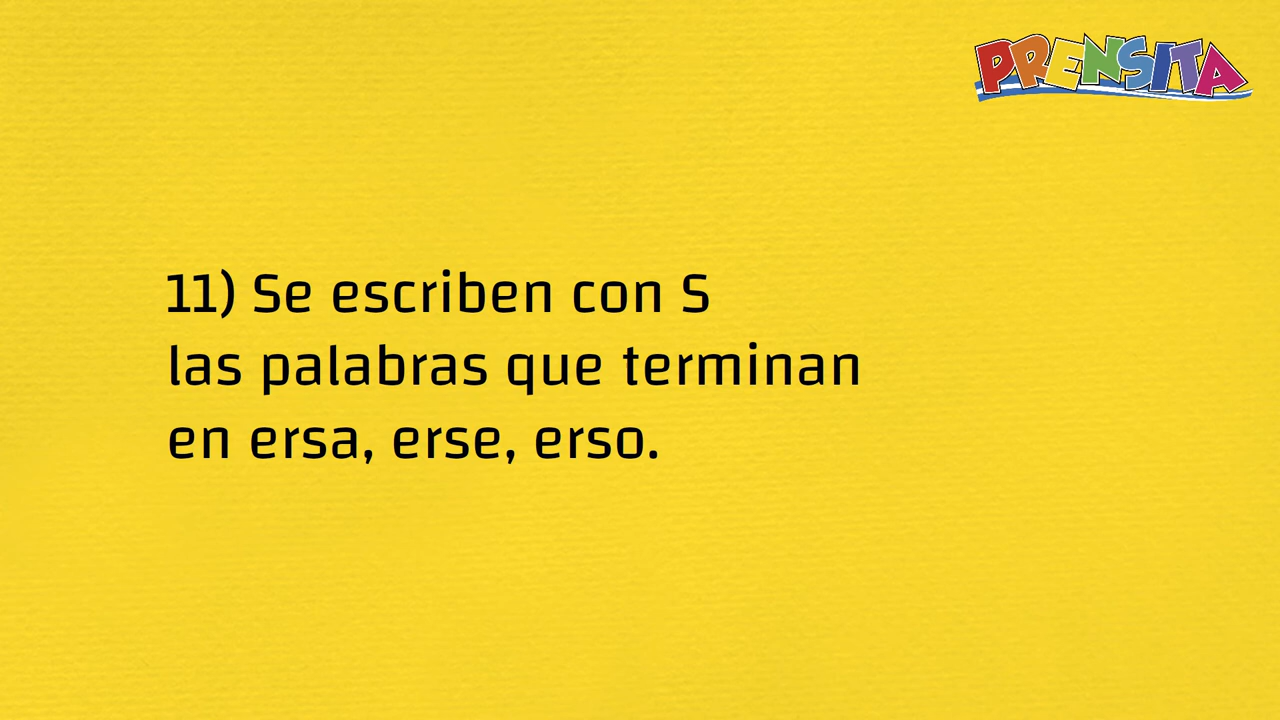 PRENSITA
11) Se escriben con S
las palabras que terminan
en ersa, erse, erso.